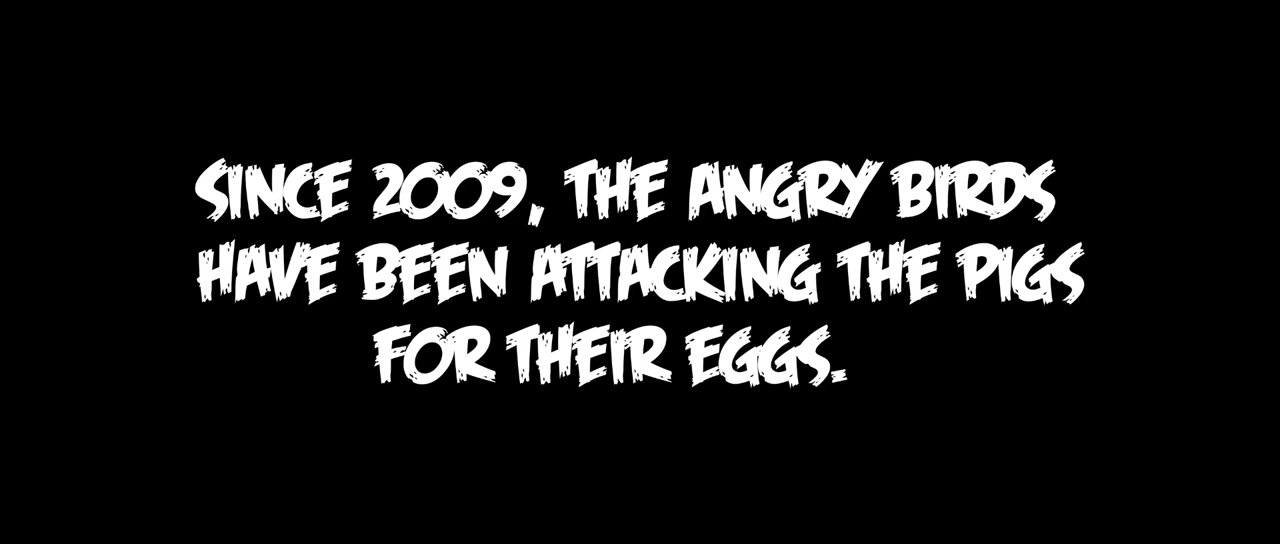 SINCE 2009, THE ANGRY BIRDS
HAVE BEEN ATTACKING THE PIGS
FOR THEIR EGGS.